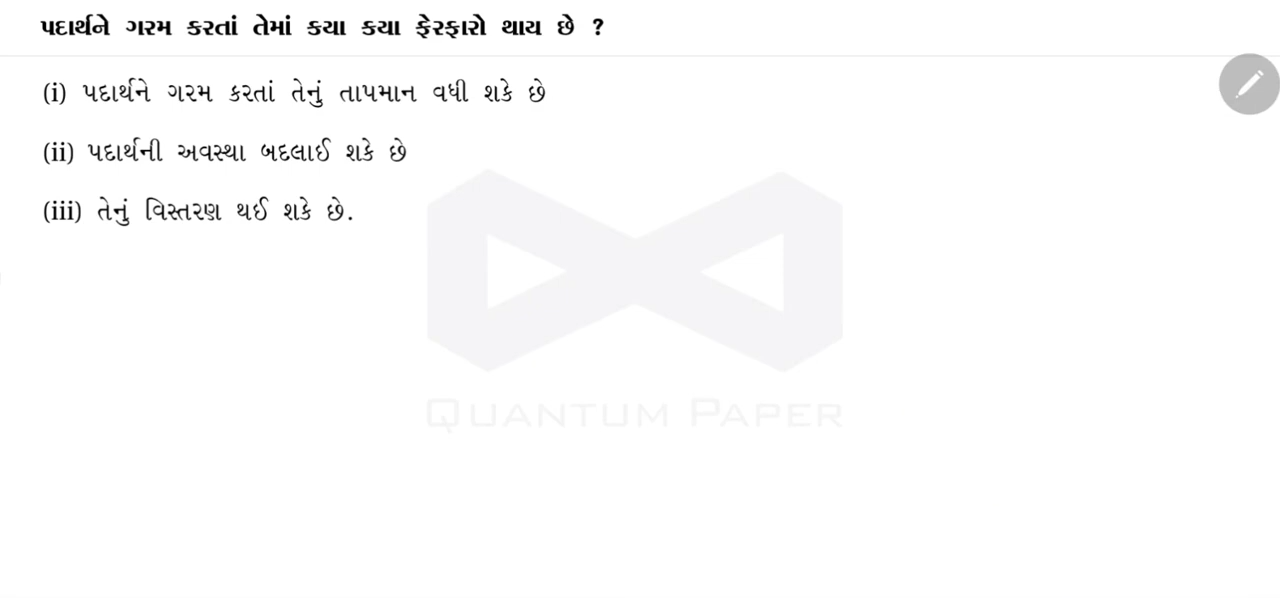 પદાર્થને ગરમ કરતાં તેમાં કયા કયા ફેરફારો થાય છે ?
(i) પદાર્થને ગરમ કરતાં તેનું તાપમાન વધી શકે છે
(ii) પદાર્થની અવસ્થા બદલાઈ શકે છે
(iii) તેનું વિસ્તરણ થઈ શકે છે.
QUANTUM PAPER